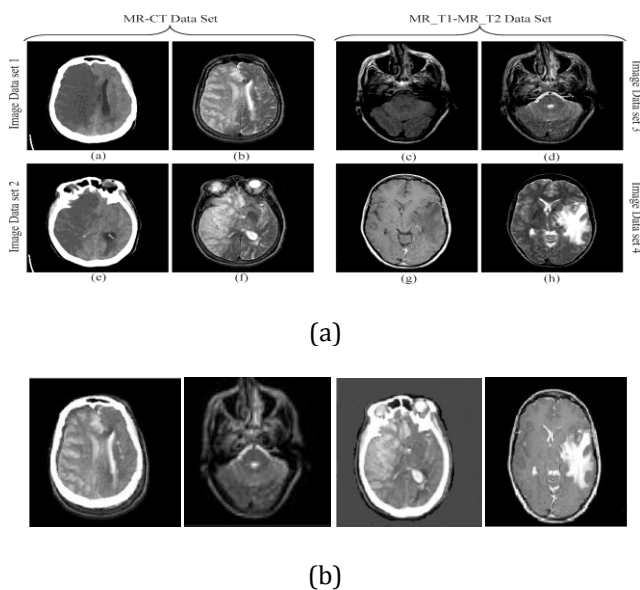 MR-CT Data Set
MR_T1-MR_T2 Data Set
Image Data set 1
(a)
(b)
(c)
(d)
Image Data set 3
Image Data set 2
(e)
(f)
(g)
(h)
Image Data set 4
(a)
(b)